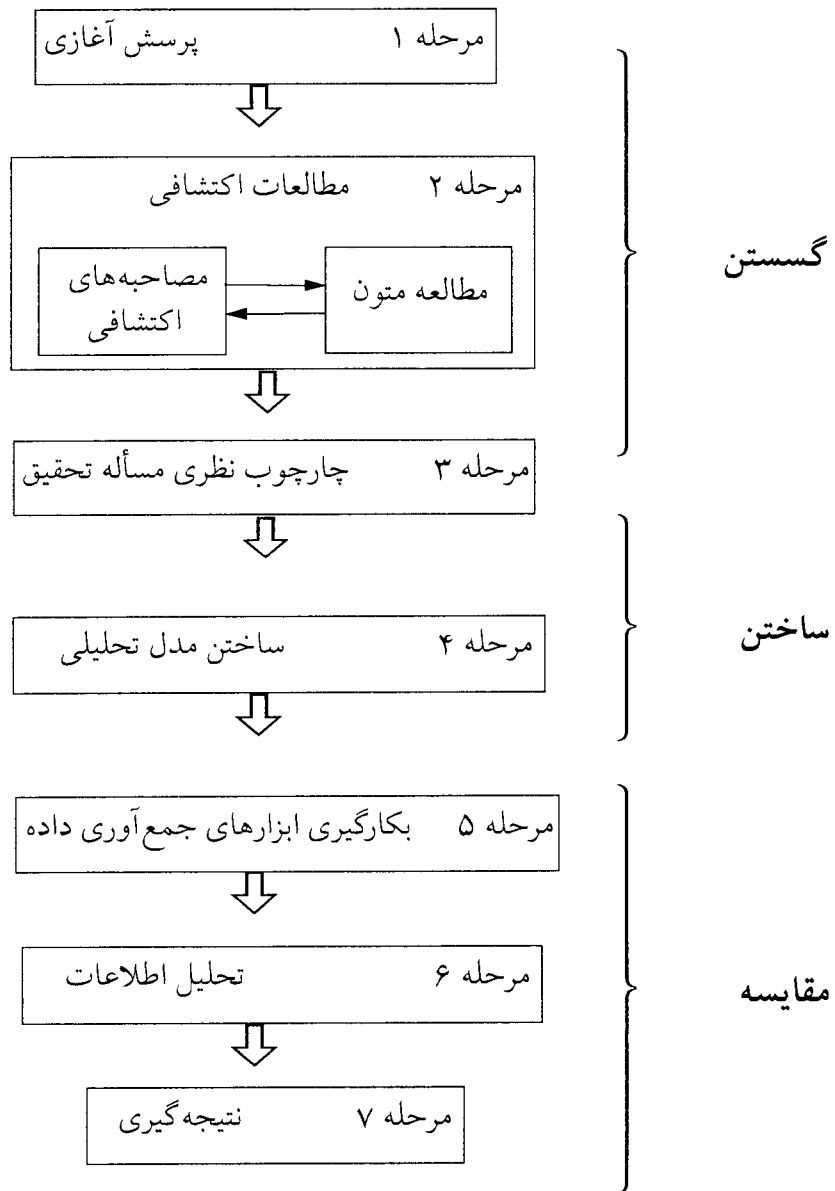 مرحله ۱ پرسش آغازی
مرحله ۲ مطالعات اکتشافی
مطالعه متون
مصاحبه‌های
اکتشافی
گسستن
مرحله ۳ چارچوب نظری مسأله تحقیق
مرحله ۴ ساختن مدل تحلیلی
ساختن
مرحله ۵ بکارگیری ابزارهای جمع‌آوری داده
مرحله ۶ تحلیل اطلاعات
مقایسه
مرحله ۷ نتیجه‌گیری